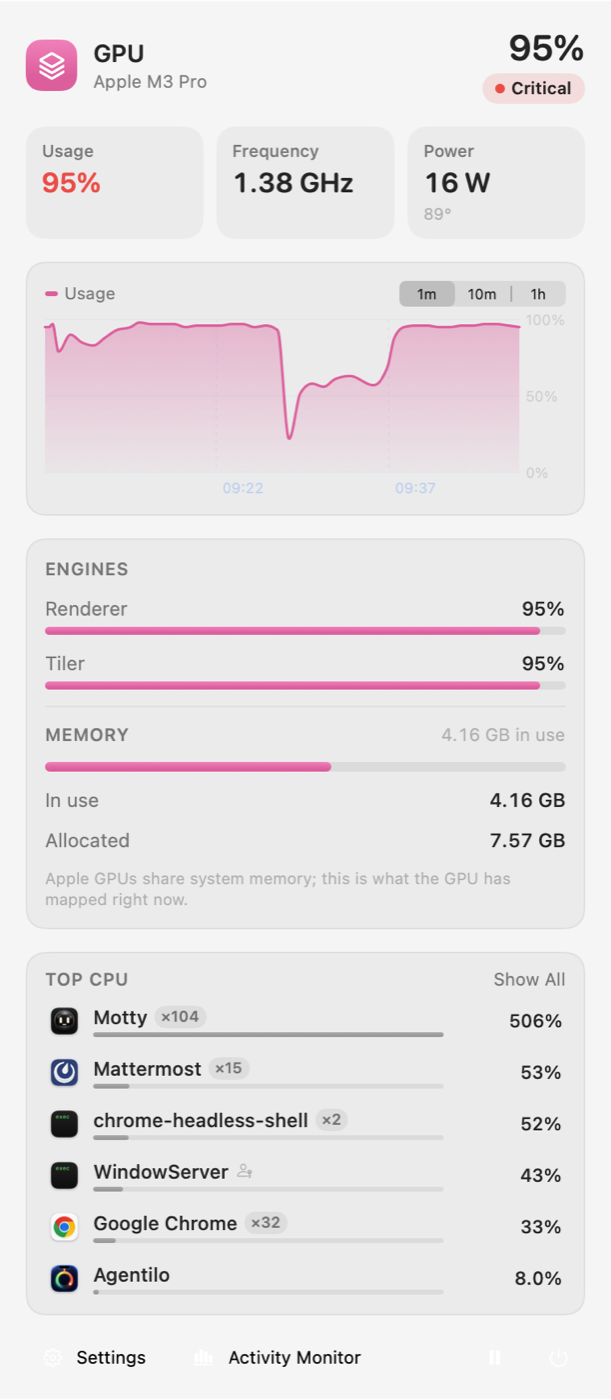 GPU
Apple M3 Pro
95%
Critical
Usage
95%
Frequency
1.38 GHz
Power
16 W
89°
Usage
1m
10m
1h
100%
50%
0%
09:22
09:37
ENGINES
Renderer 95%
Tiler 95%
MEMORY 4.16 GB in use
In use 4.16 GB
Allocated 7.57 GB
Apple GPUs share system memory; this is what the GPU has
mapped right now.
TOP CPU Show All
Motty ×104 506%
Mattermost ×15 53%
exec
chrome-headless-shell ×2 52%
exec
WindowServer 43%
Google Chrome ×32 33%
Agentilo 8.0%
Settings Activity Monitor